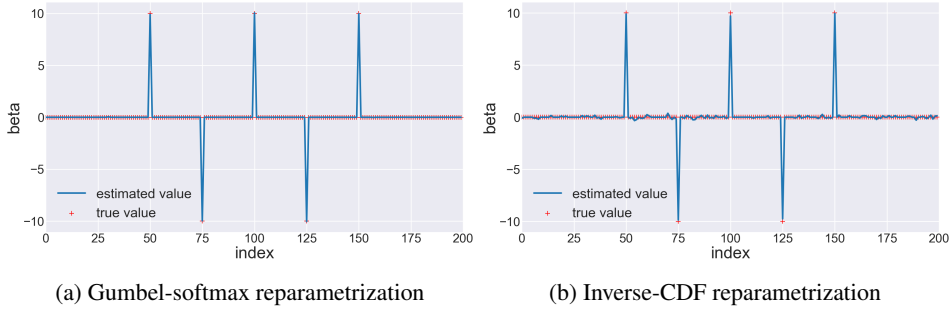 10
5
0
−5
−10
beta
estimated value
true value
0 25 50 75 100 125 150 175 200
index
(a) Gumbel-softmax reparametrization
10
5
0
−5
−10
beta
estimated value
true value
0 25 50 75 100 125 150 175 200
index
(b) Inverse-CDF reparametrization